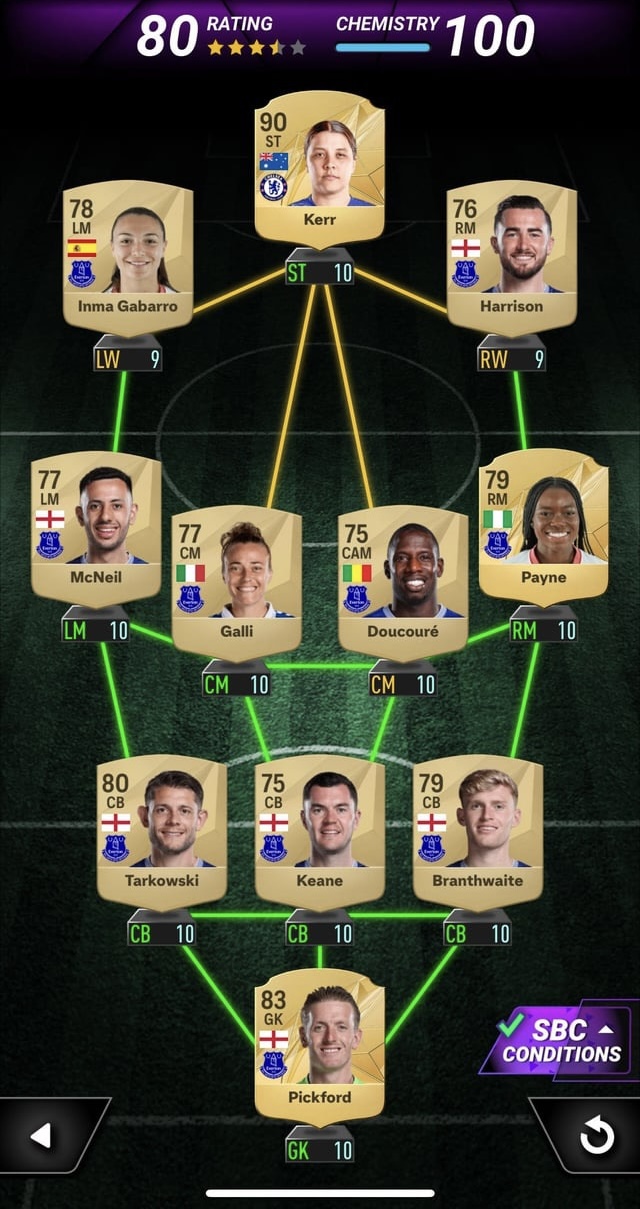 80 RATING CHEMISTRY 100
90
ST
Kerr
ST 10
78
LM
Inma Gabarro
LW 9
76
RM
Harrison
RW 9
77
LM
McNeil
LM 10
77
CM
Galli
CM 10
75
CAM
Doucouré
CM 10
79
RM
Payne
RM 10
80
CB
Tarkowski
CB 10
75
CB
Keane
CB 10
79
CB
Branthwaite
CB 10
83
GK
Pickford
GK 10
SBC
CONDITIONS